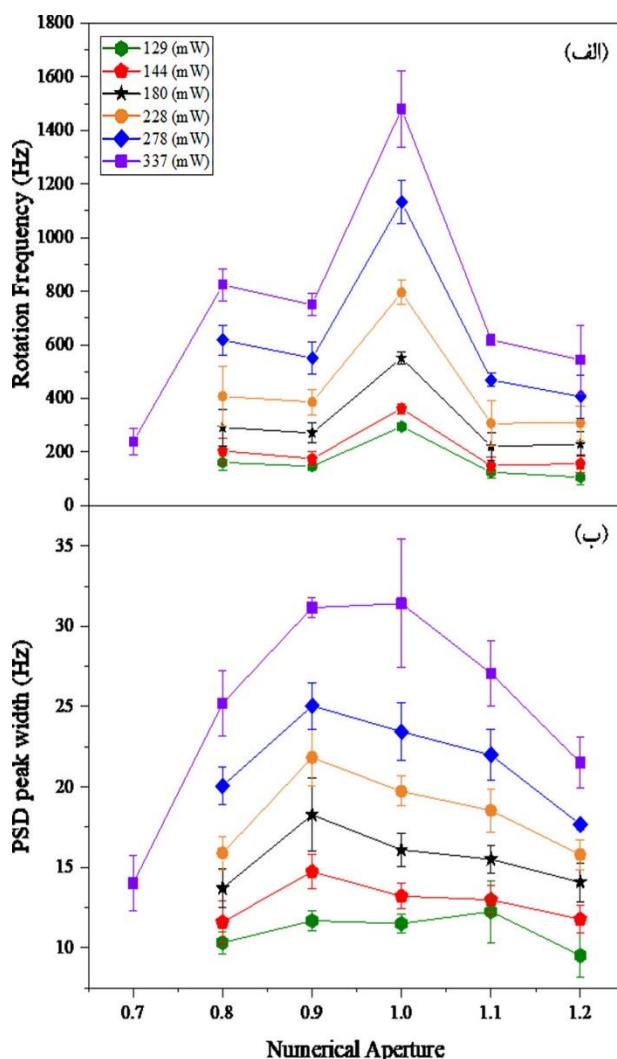 1800
1600
1400
1200
1000
800
600
400
200
0
Rotation Frequency (Hz)
129 (mW)
144 (mW)
180 (mW)
228 (mW)
278 (mW)
337 (mW)
(الف)
35
30
25
20
15
10
PSD peak width (Hz)
(ب)
0.7 0.8 0.9 1.0 1.1 1.2
Numerical Aperture